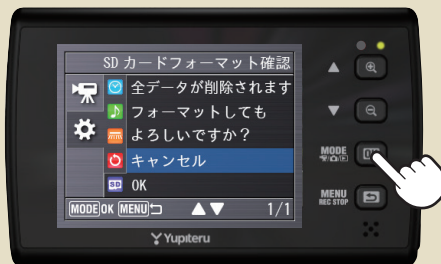 SDカードフォーマット確認
全データが削除されます
フォーマットしても
よろしいですか?
キャンセル
SD OK
MODE OK MENU ▲▼ 1/1
MODE
MENU
REC STOP
Yupiteru